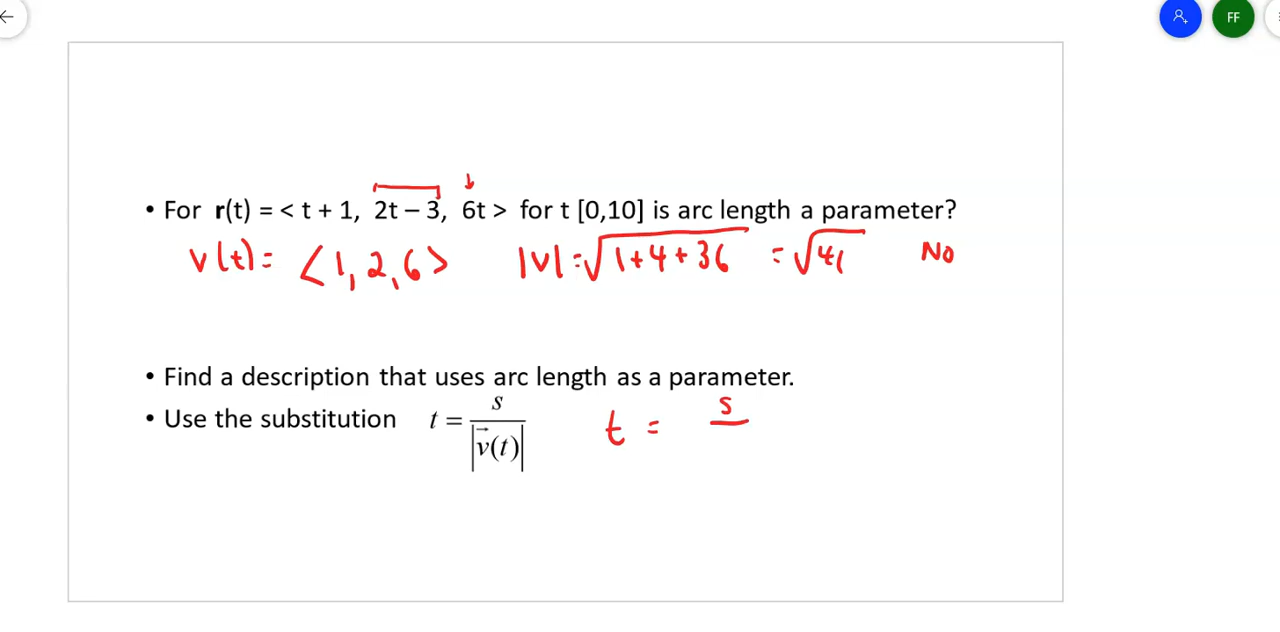 FF
• For r(t) = < t + 1, 2t – 3, 6t > for t [0,10] is arc length a parameter?
v(t) = <1, 2, 6> |v| = √(1+4+36) = √41 No
• Find a description that uses arc length as a parameter.
• Use the substitution t = s / |v⃗(t)| t = s